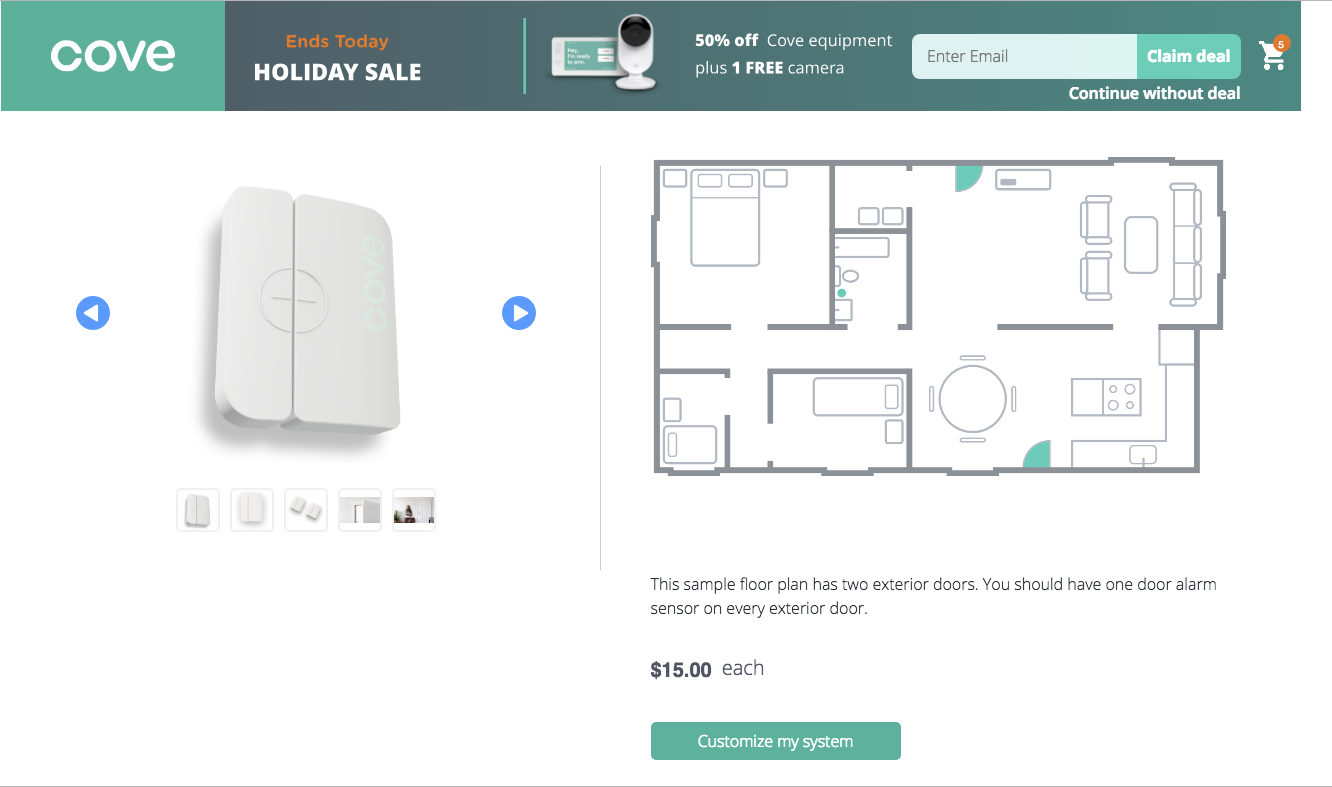 cove
Ends Today
HOLIDAY SALE
Hey,
I'm ready
to arm.
50% off Cove equipment
plus 1 FREE camera
Enter Email
Claim deal
5
Continue without deal
cove
This sample floor plan has two exterior doors. You should have one door alarm
sensor on every exterior door.
$15.00 each
Customize my system